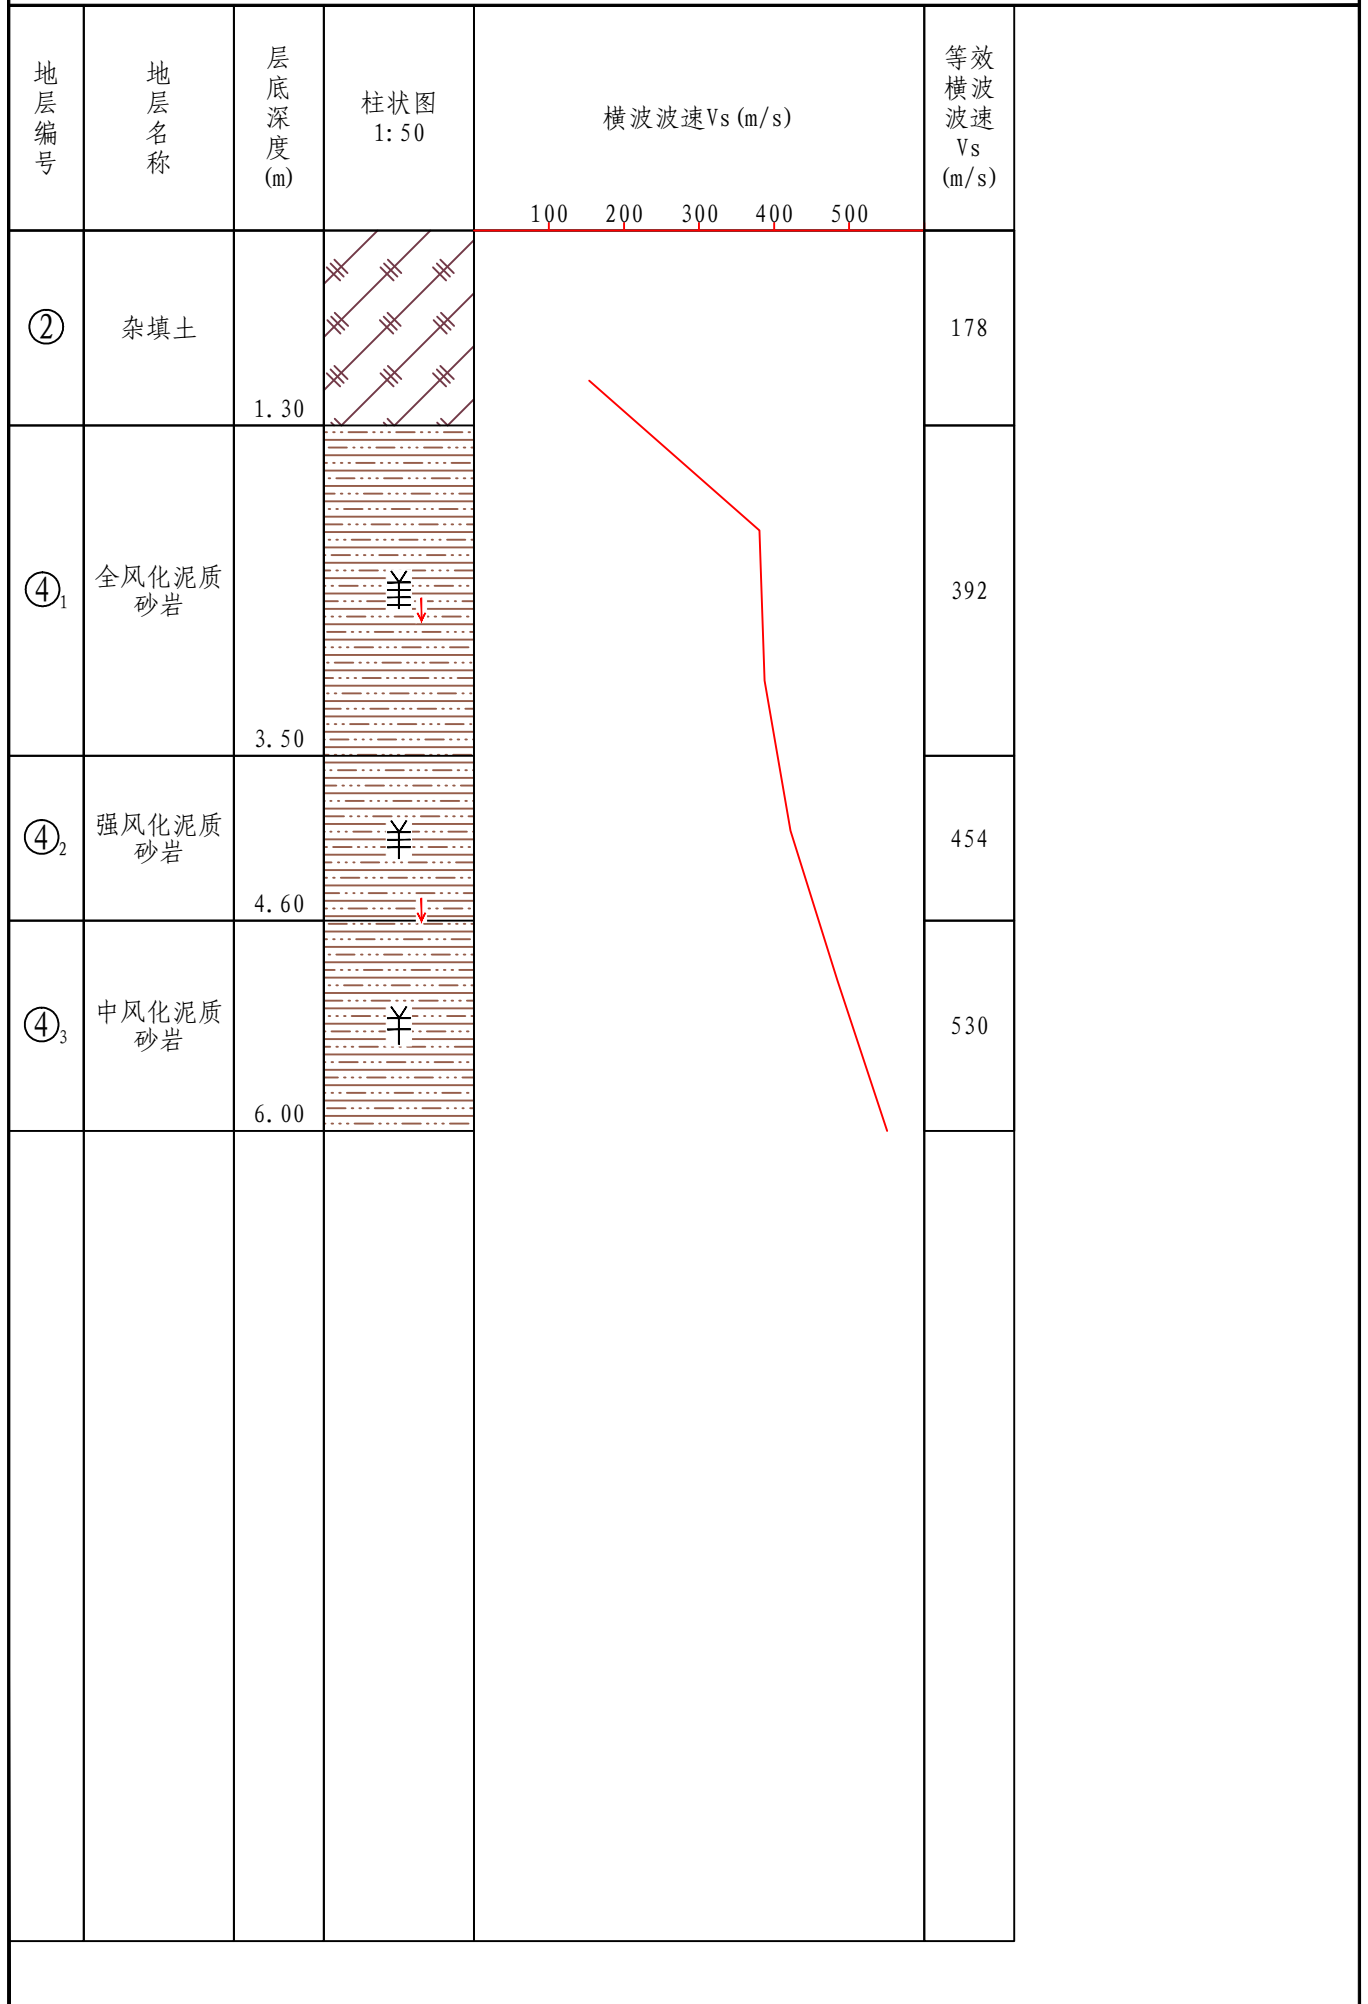 地层编号
地层名称
层底深度(m)
柱状图
1:50
横波波速Vs(m/s)
等效
横波
波速
Vs
(m/s)
100 200 300 400 500
② 杂填土 1.30 178
④1 全风化泥质
砂岩 3.50 392
④2 强风化泥质
砂岩 4.60 454
④3 中风化泥质
砂岩 6.00 530